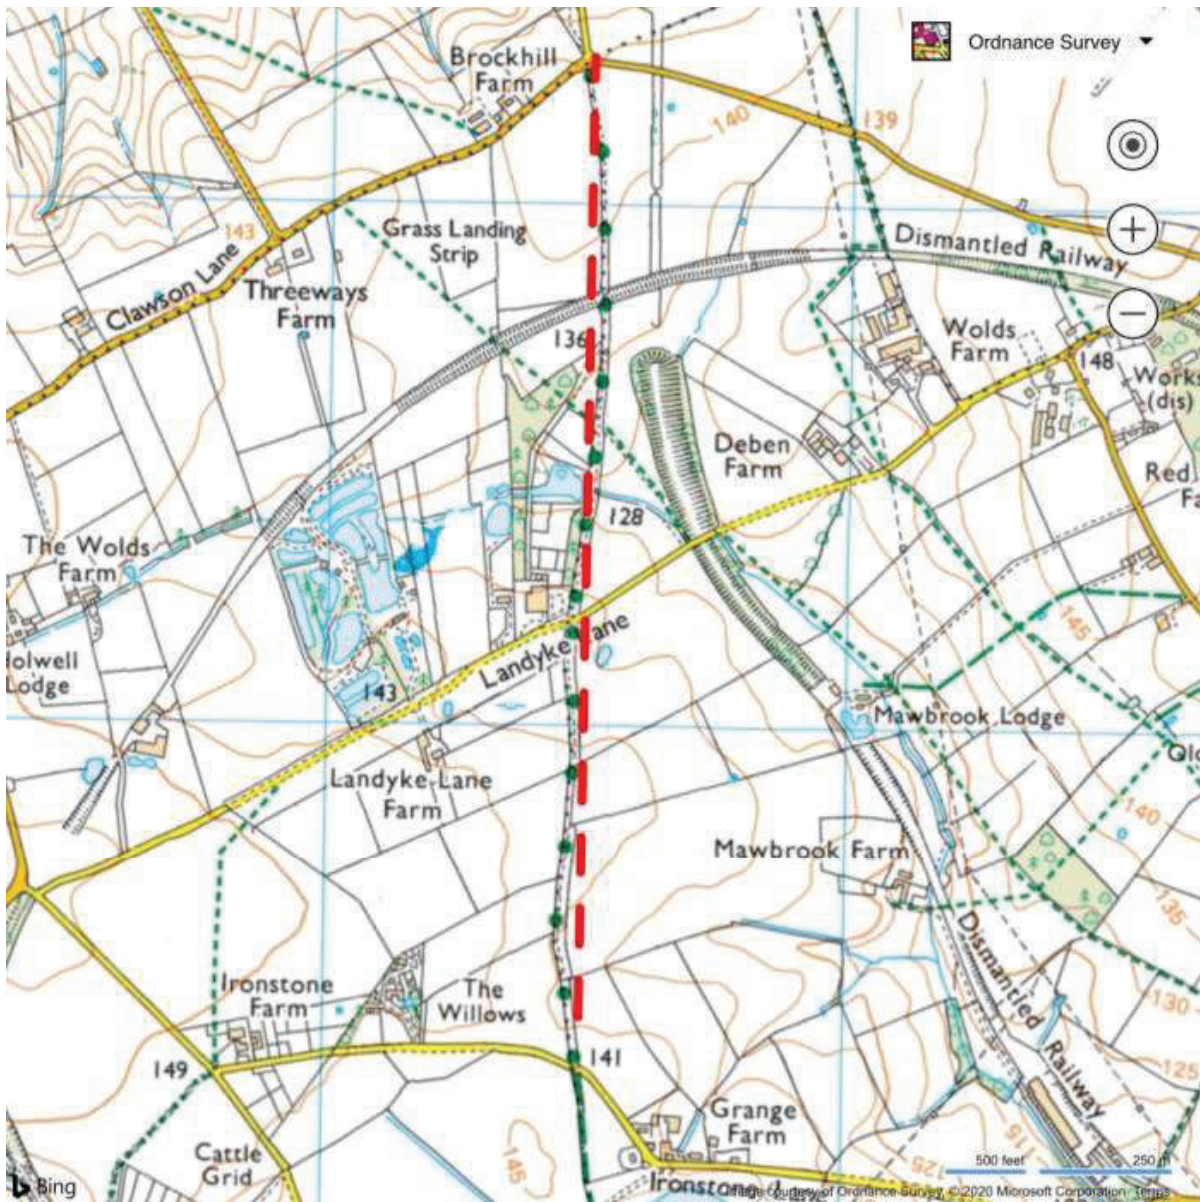 Ordnance Survey
Brockhill
Farm
140
139
143
Clawson Lane
Grass Landing
Strip
Threeways
Farm
Dismantled Railway
136
Wolds
Farm
148
Works
(dis)
Deben
Farm
Red
128
The Wolds
Farm
Landyke Lane
145
olwell
Lodge
143
Mawbrook Lodge
Landyke Lane
Farm
140
Mawbrook Farm
135
Dismantled
Railway
Ironstone
Farm
The
Willows
130
149
141
125
Grange
Farm
115
Cattle
Grid
145
125
500 feet
250 m
Bing
Ironstone
Image courtesy of Ordnance Survey, © 2020 Microsoft Corporation Terms